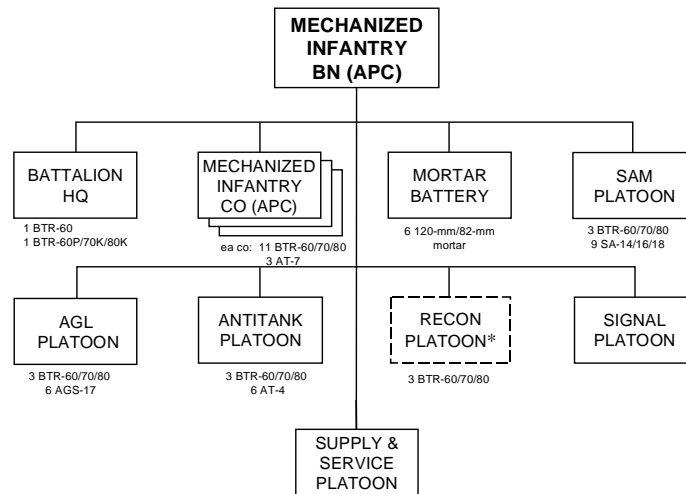 MECHANIZED
INFANTRY
BN (APC)
BATTALION
HQ
1 BTR-60
1 BTR-60P/70K/80K
MECHANIZED
INFANTRY
CO (APC)
ea co: 11 BTR-60/70/80
3 AT-7
MORTAR
BATTERY
6 120-mm/82-mm
mortar
SAM
PLATOON
3 BTR-60/70/80
9 SA-14/16/18
AGL
PLATOON
3 BTR-60/70/80
6 AGS-17
ANTITANK
PLATOON
3 BTR-60/70/80
6 AT-4
RECON
PLATOON*
3 BTR-60/70/80
SIGNAL
PLATOON
SUPPLY &
SERVICE
PLATOON